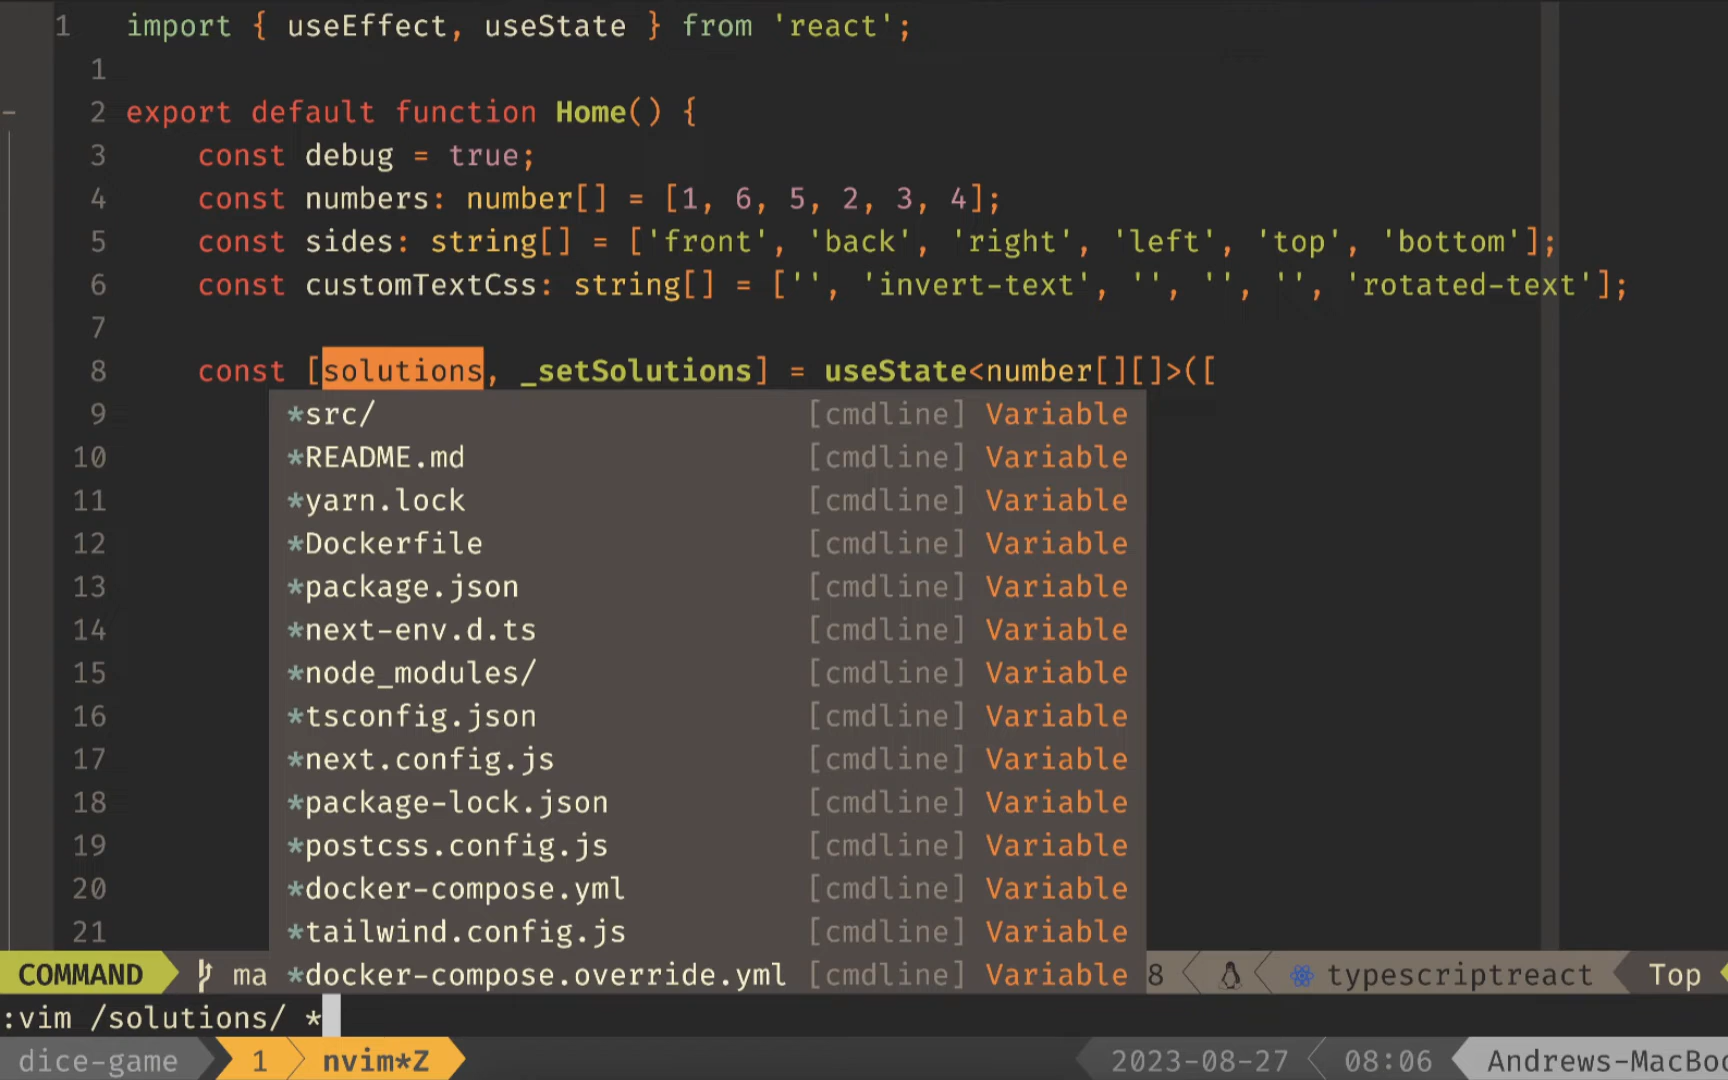 1 import { useEffect, useState } from 'react';
1
2 export default function Home() {
3 const debug = true;
4 const numbers: number[] = [1, 6, 5, 2, 3, 4];
5 const sides: string[] = ['front', 'back', 'right', 'left', 'top', 'bottom'];
6 const customTextCss: string[] = ['', 'invert-text', '', '', '', 'rotated-text'];
7
8 const [solutions, _setSolutions] = useState<number[][]>([
9 *src/ [cmdline] Variable
10 *README.md [cmdline] Variable
11 *yarn.lock [cmdline] Variable
12 *Dockerfile [cmdline] Variable
13 *package.json [cmdline] Variable
14 *next-env.d.ts [cmdline] Variable
15 *node_modules/ [cmdline] Variable
16 *tsconfig.json [cmdline] Variable
17 *next.config.js [cmdline] Variable
18 *package-lock.json [cmdline] Variable
19 *postcss.config.js [cmdline] Variable
20 *docker-compose.yml [cmdline] Variable
21 *tailwind.config.js [cmdline] Variable
COMMAND ma *docker-compose.override.yml [cmdline] Variable 8 typescriptreact Top
:vim /solutions/ *
dice-game 1 nvim*Z 2023-08-27 08:06 Andrews-MacBoo